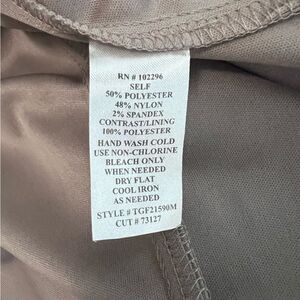 RN # 102296
SELF
50% POLYESTER
48% NYLON
2% SPANDEX
CONTRAST/LINING
100% POLYESTER
HAND WASH COLD
USE NON-CHLORINE
BLEACH ONLY
WHEN NEEDED
DRY FLAT
COOL IRON
AS NEEDED
STYLE # TGF21590M
CUT # 73127